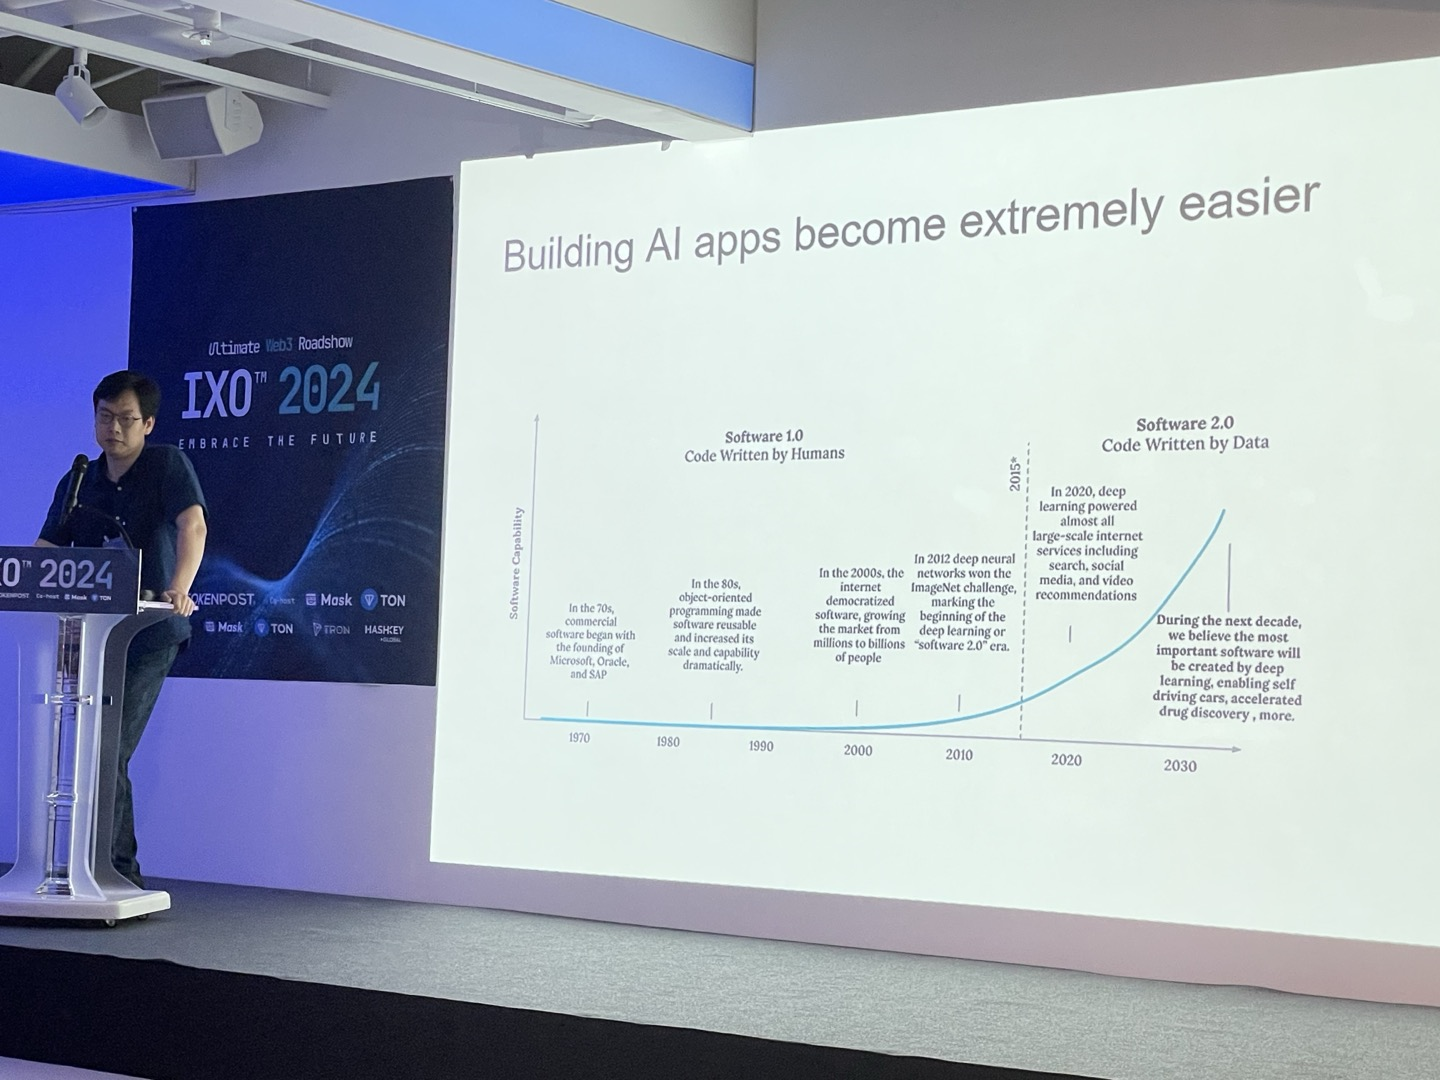 Building AI apps become extremely easier
Software 1.0
Code Written by Humans
Software 2.0
Code Written by Data
2015*
Software Capability
In the 70s,
commercial
software began with
the founding of
Microsoft, Oracle,
and SAP
In the 80s,
object-oriented
programming made
software reusable
and increased its
scale and capability
dramatically.
In the 2000s, the
internet
democratized
software, growing
the market from
millions to billions
of people
In 2012 deep neural
networks won the
ImageNet challenge,
marking the
beginning of the
deep learning or
“software 2.0” era.
In 2020, deep
learning powered
almost all
large-scale internet
services including
search, social
media, and video
recommendations
During the next decade,
we believe the most
important software will
be created by deep
learning, enabling self
driving cars, accelerated
drug discovery , more.
1970 1980 1990 2000 2010 2020 2030
Ultimate Web3 Roadshow
IXO™ 2024
EMBRACE THE FUTURE
OKENPOST Co-host Mask TON
Mask TON TRON HASHKEY
GLOBAL
XO™ 2024
OKENPOST Co-host Mask TON